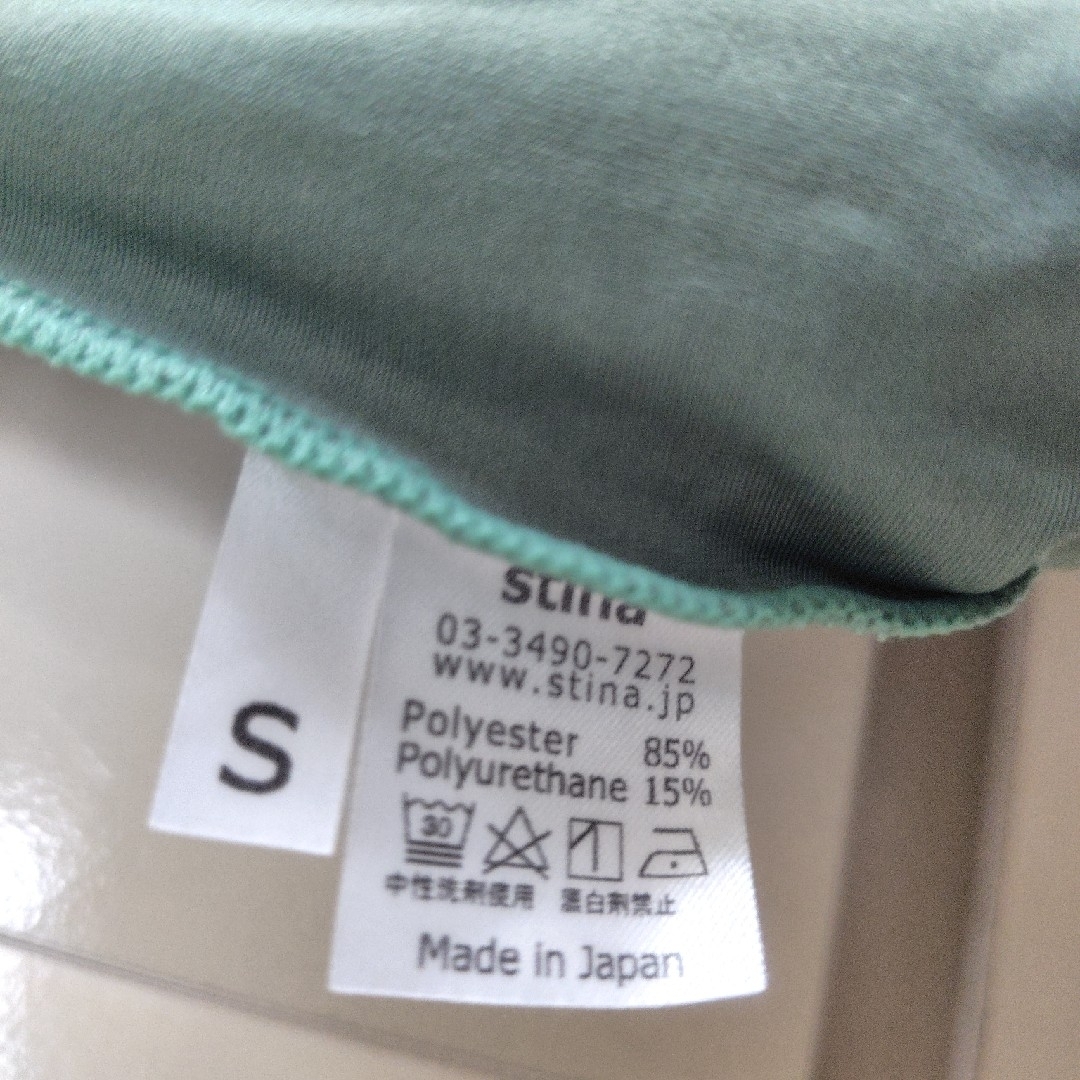 S
stina
03-3490-7272
www.stina.jp
Polyester 85%
Polyurethane 15%
30
中性洗剤使用 漂白剤禁止
Made in Japan